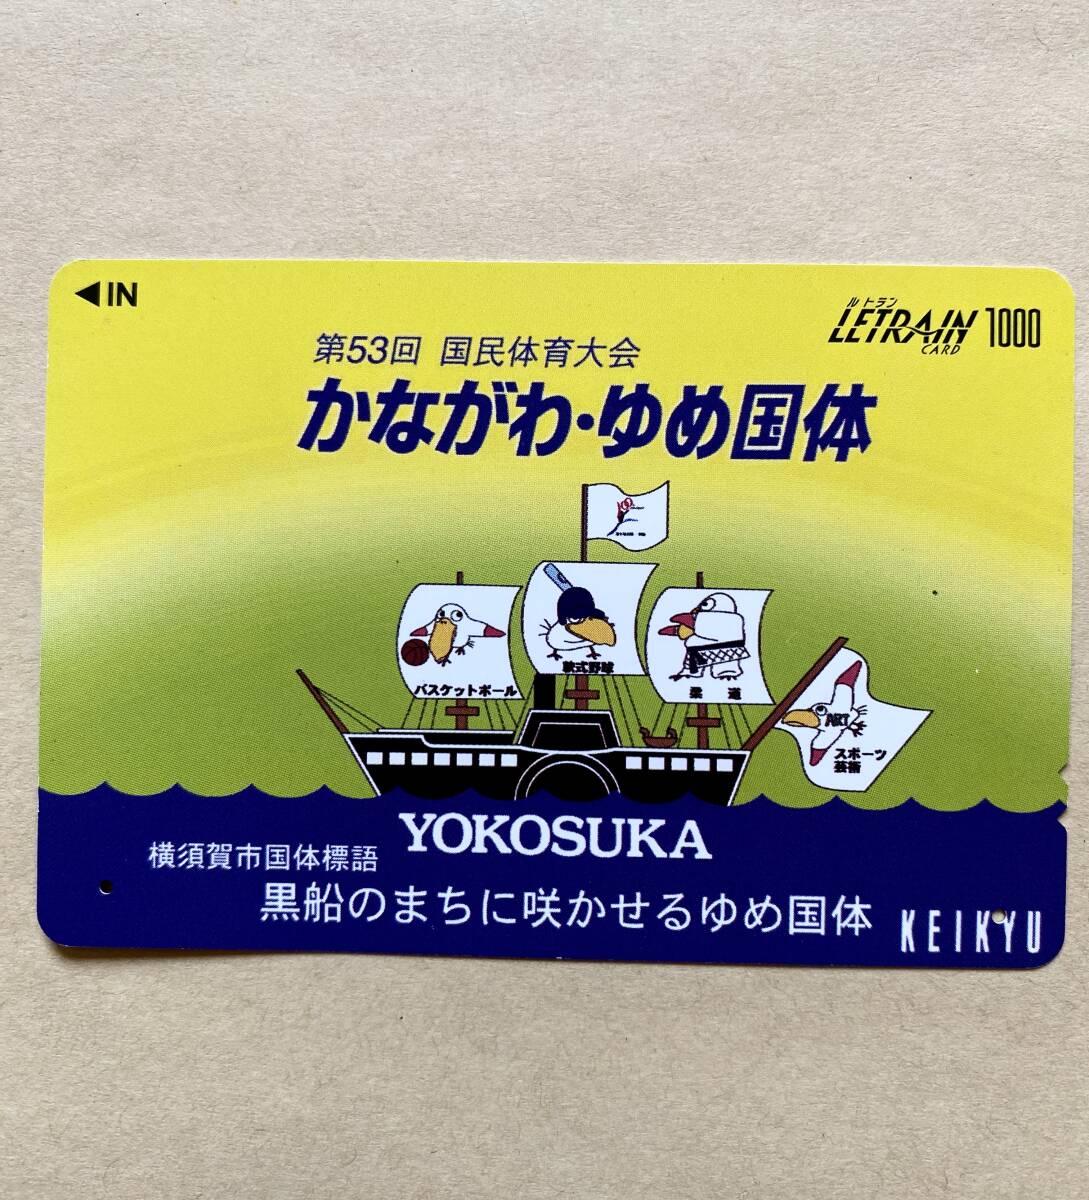 ◀IN
ルトラン
LETRAIN 1000
CARD
第53回 国民体育大会
かながわ・ゆめ国体
バスケットボール
軟式野球
柔道
ART
スポーツ
芸術
YOKOSUKA
横須賀市国体標語
黒船のまちに咲かせるゆめ国体
KEIKYU